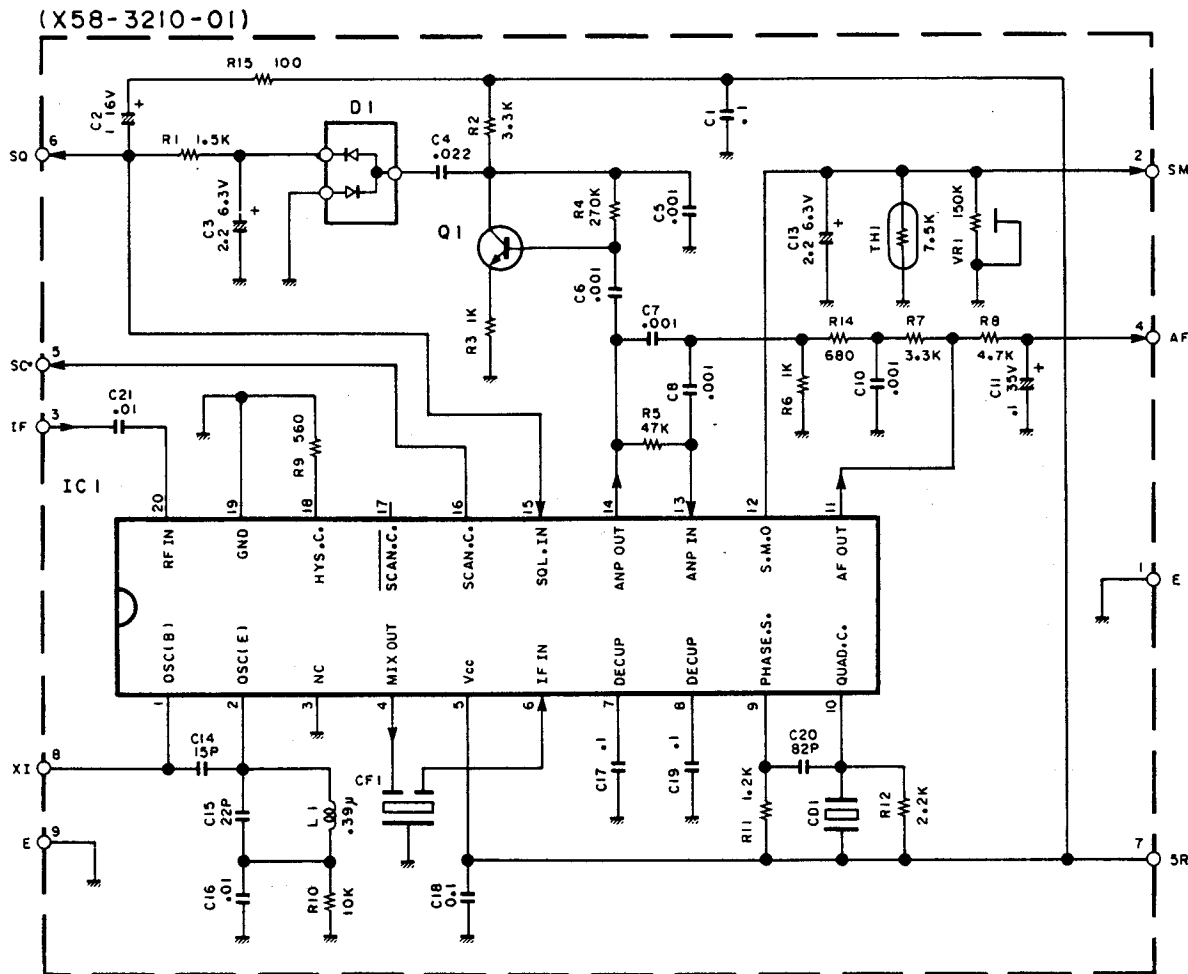 (X58-3210-01)
R15 100
C2
1 16V
D1
R2
3.3K
C1
.1
6
SQ
R1 1.5K
C4
.022
2
SM
C3
2.2 6.3V
R4
270K
C5
.001
C13
2.2 6.3V
TH1
7.5K
150K
VR1
Q1
C6
.001
R3 1K
C7
.001
R14
680
R7
3.3K
R8
4.7K
4
AF
5
SC
C8
.001
R6 1K
C10
.001
C11
.1 35V
3
IF
C21
.01
R9 560
R5
47K
IC1
20
19
18
17
16
15
14
13
12
11
RF IN
GND
HYS.C.
SCAN.C.
SCAN.C.
SQL.IN
ANP OUT
ANP IN
S.M.O
AF OUT
1
E
OSC(B)
OSC(E)
NC
MIX OUT
Vcc
IF IN
DECUP
DECUP
PHASE.S.
QUAD.C.
1
2
3
4
5
6
7
8
9
10
8
XI
C14
15P
C20
82P
C15
22P
L1
.39μ
CF1
C17
.1
C19
.1
R11 1.2K
CD1
R12
2.2K
9
E
7
5R
C16
.01
R10
10K
C18
0.1